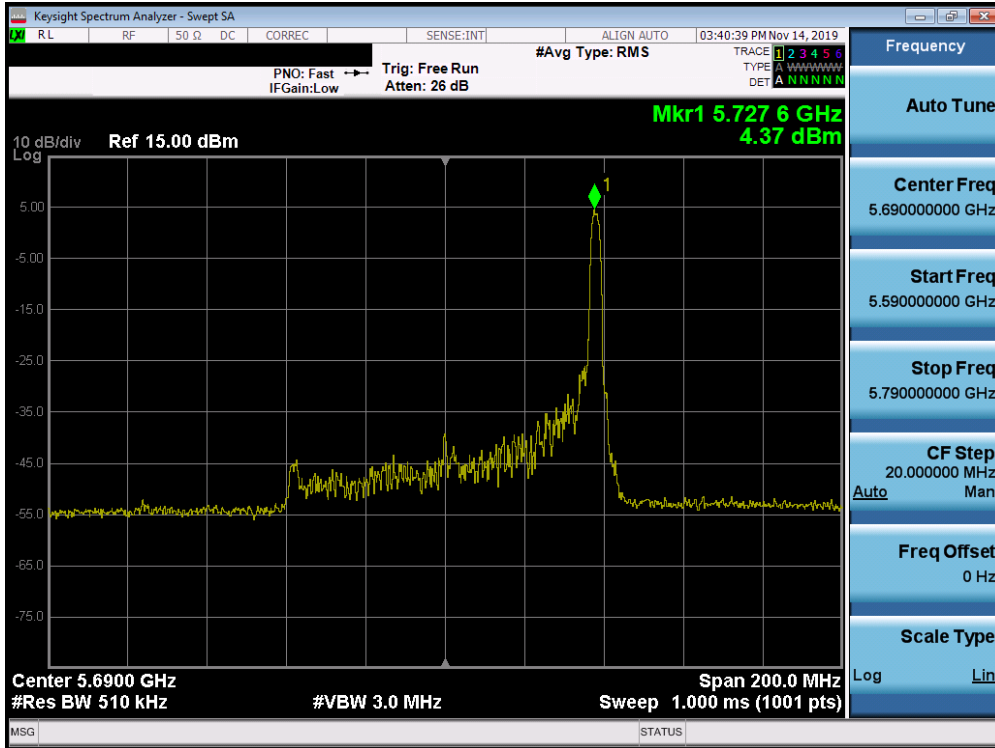 Keysight Spectrum Analyzer - Swept SA
LXI RL RF 50 Ω DC CORREC SENSE:INT ALIGN AUTO 03:40:39 PM Nov 14, 2019
#Avg Type: RMS
TRACE 1 2 3 4 5 6
PNO: Fast Trig: Free Run
TYPE A WWWWW
IFGain:Low Atten: 26 dB
DET A N N N N N
Mkr1 5.727 6 GHz
4.37 dBm
10 dB/div Ref 15.00 dBm
Log
1
5.00
-5.00
-15.0
-25.0
-35.0
-45.0
-55.0
-65.0
-75.0
Center 5.6900 GHz Span 200.0 MHz
#Res BW 510 kHz #VBW 3.0 MHz Sweep 1.000 ms (1001 pts)
MSG STATUS
Frequency
Auto Tune
Center Freq
5.690000000 GHz
Start Freq
5.590000000 GHz
Stop Freq
5.790000000 GHz
CF Step
20.000000 MHz
Auto Man
Freq Offset
0 Hz
Scale Type
Log Lin